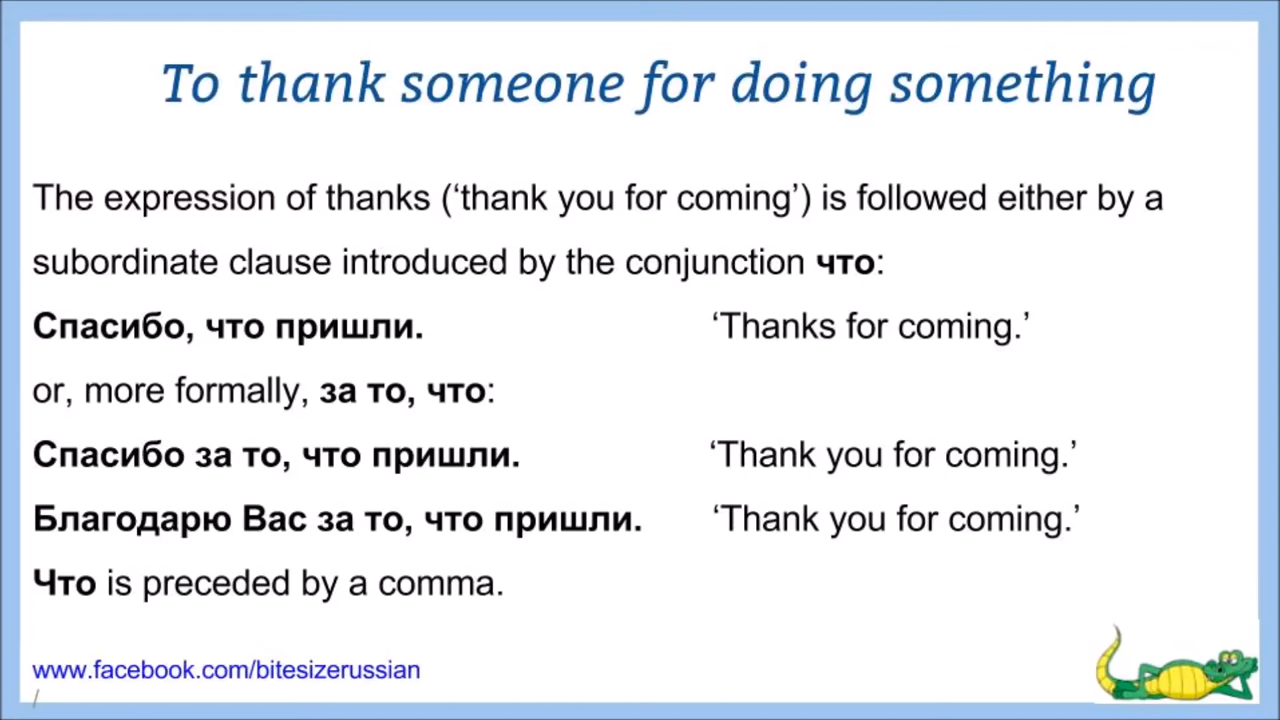 To thank someone for doing something
The expression of thanks (‘thank you for coming’) is followed either by a
subordinate clause introduced by the conjunction что:
Спасибо, что пришли. ‘Thanks for coming.’
or, more formally, за то, что:
Спасибо за то, что пришли. ‘Thank you for coming.’
Благодарю Вас за то, что пришли. ‘Thank you for coming.’
Что is preceded by a comma.
www.facebook.com/bitesizerussian
/